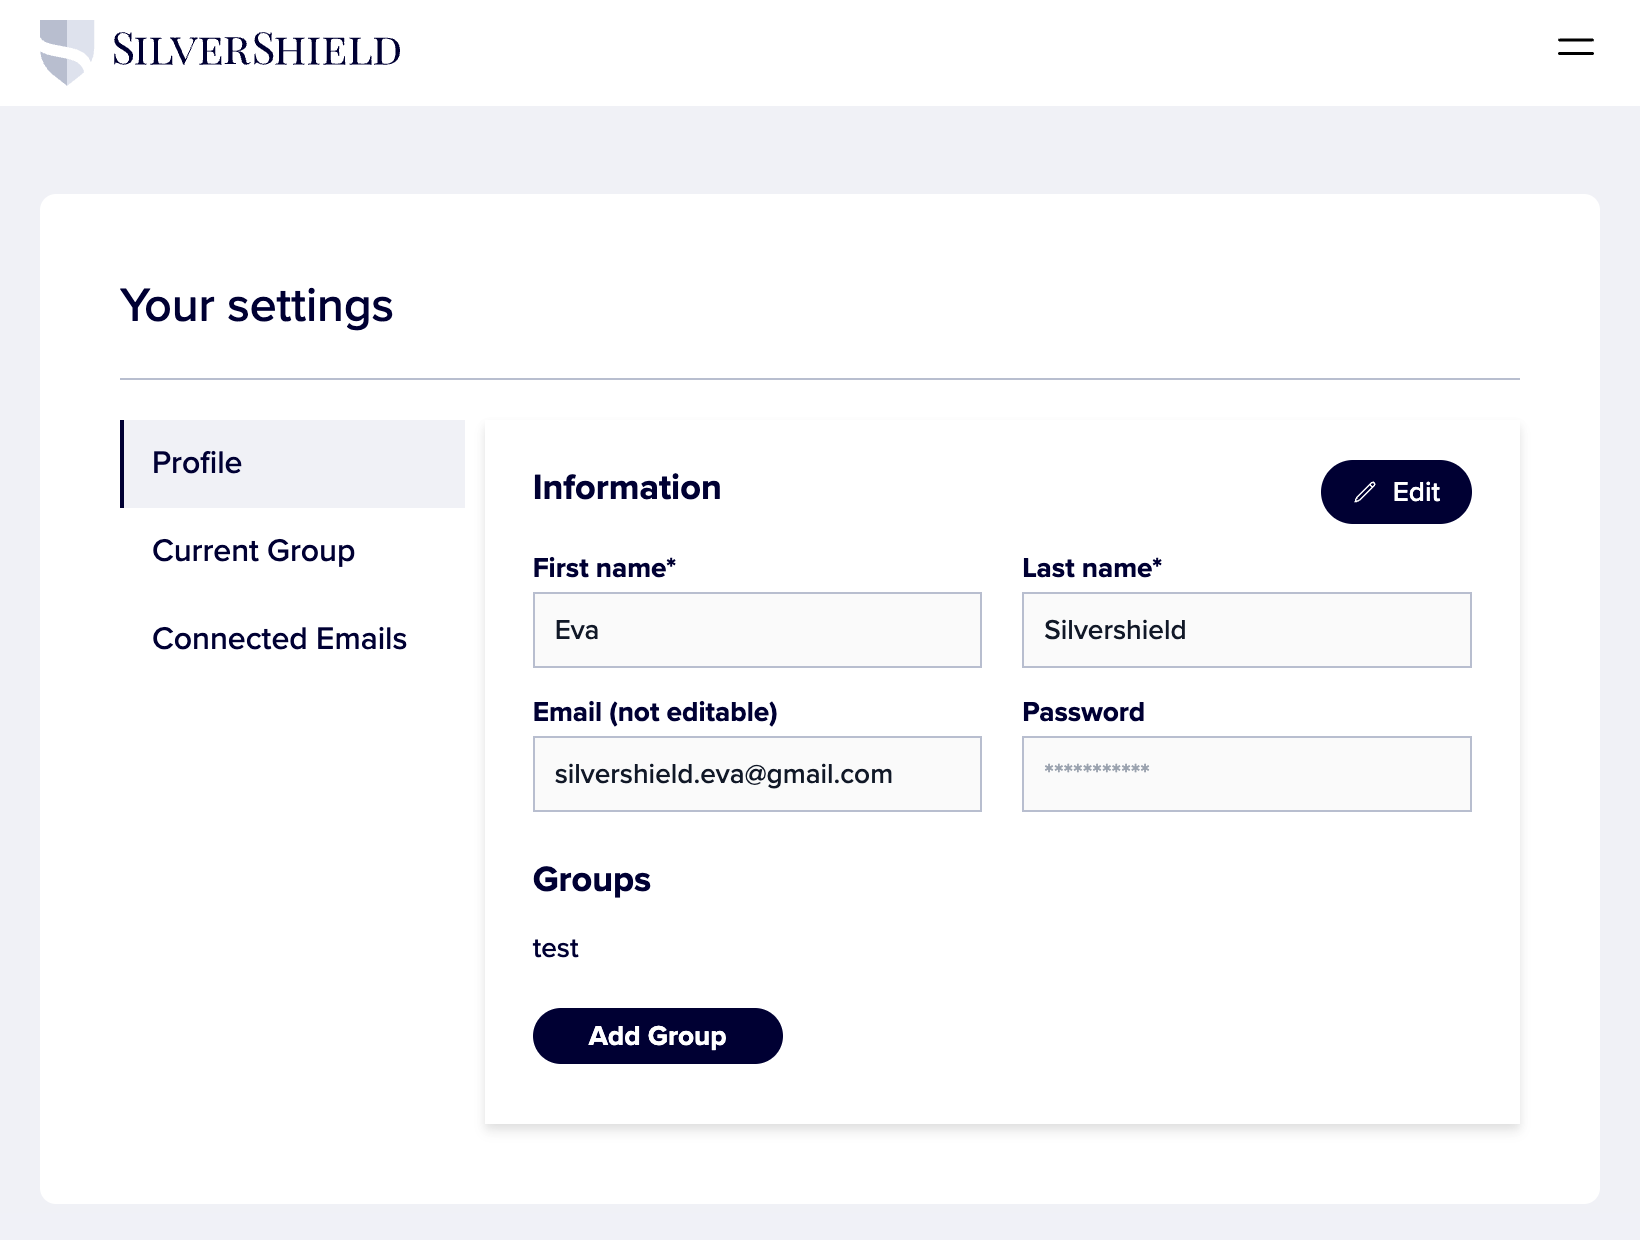 SILVERSHIELD
Your settings
Profile
Current Group
Connected Emails
Information
Edit
First name*
Last name*
Eva
Silvershield
Email (not editable)
Password
silvershield.eva@gmail.com
***********
Groups
test
Add Group